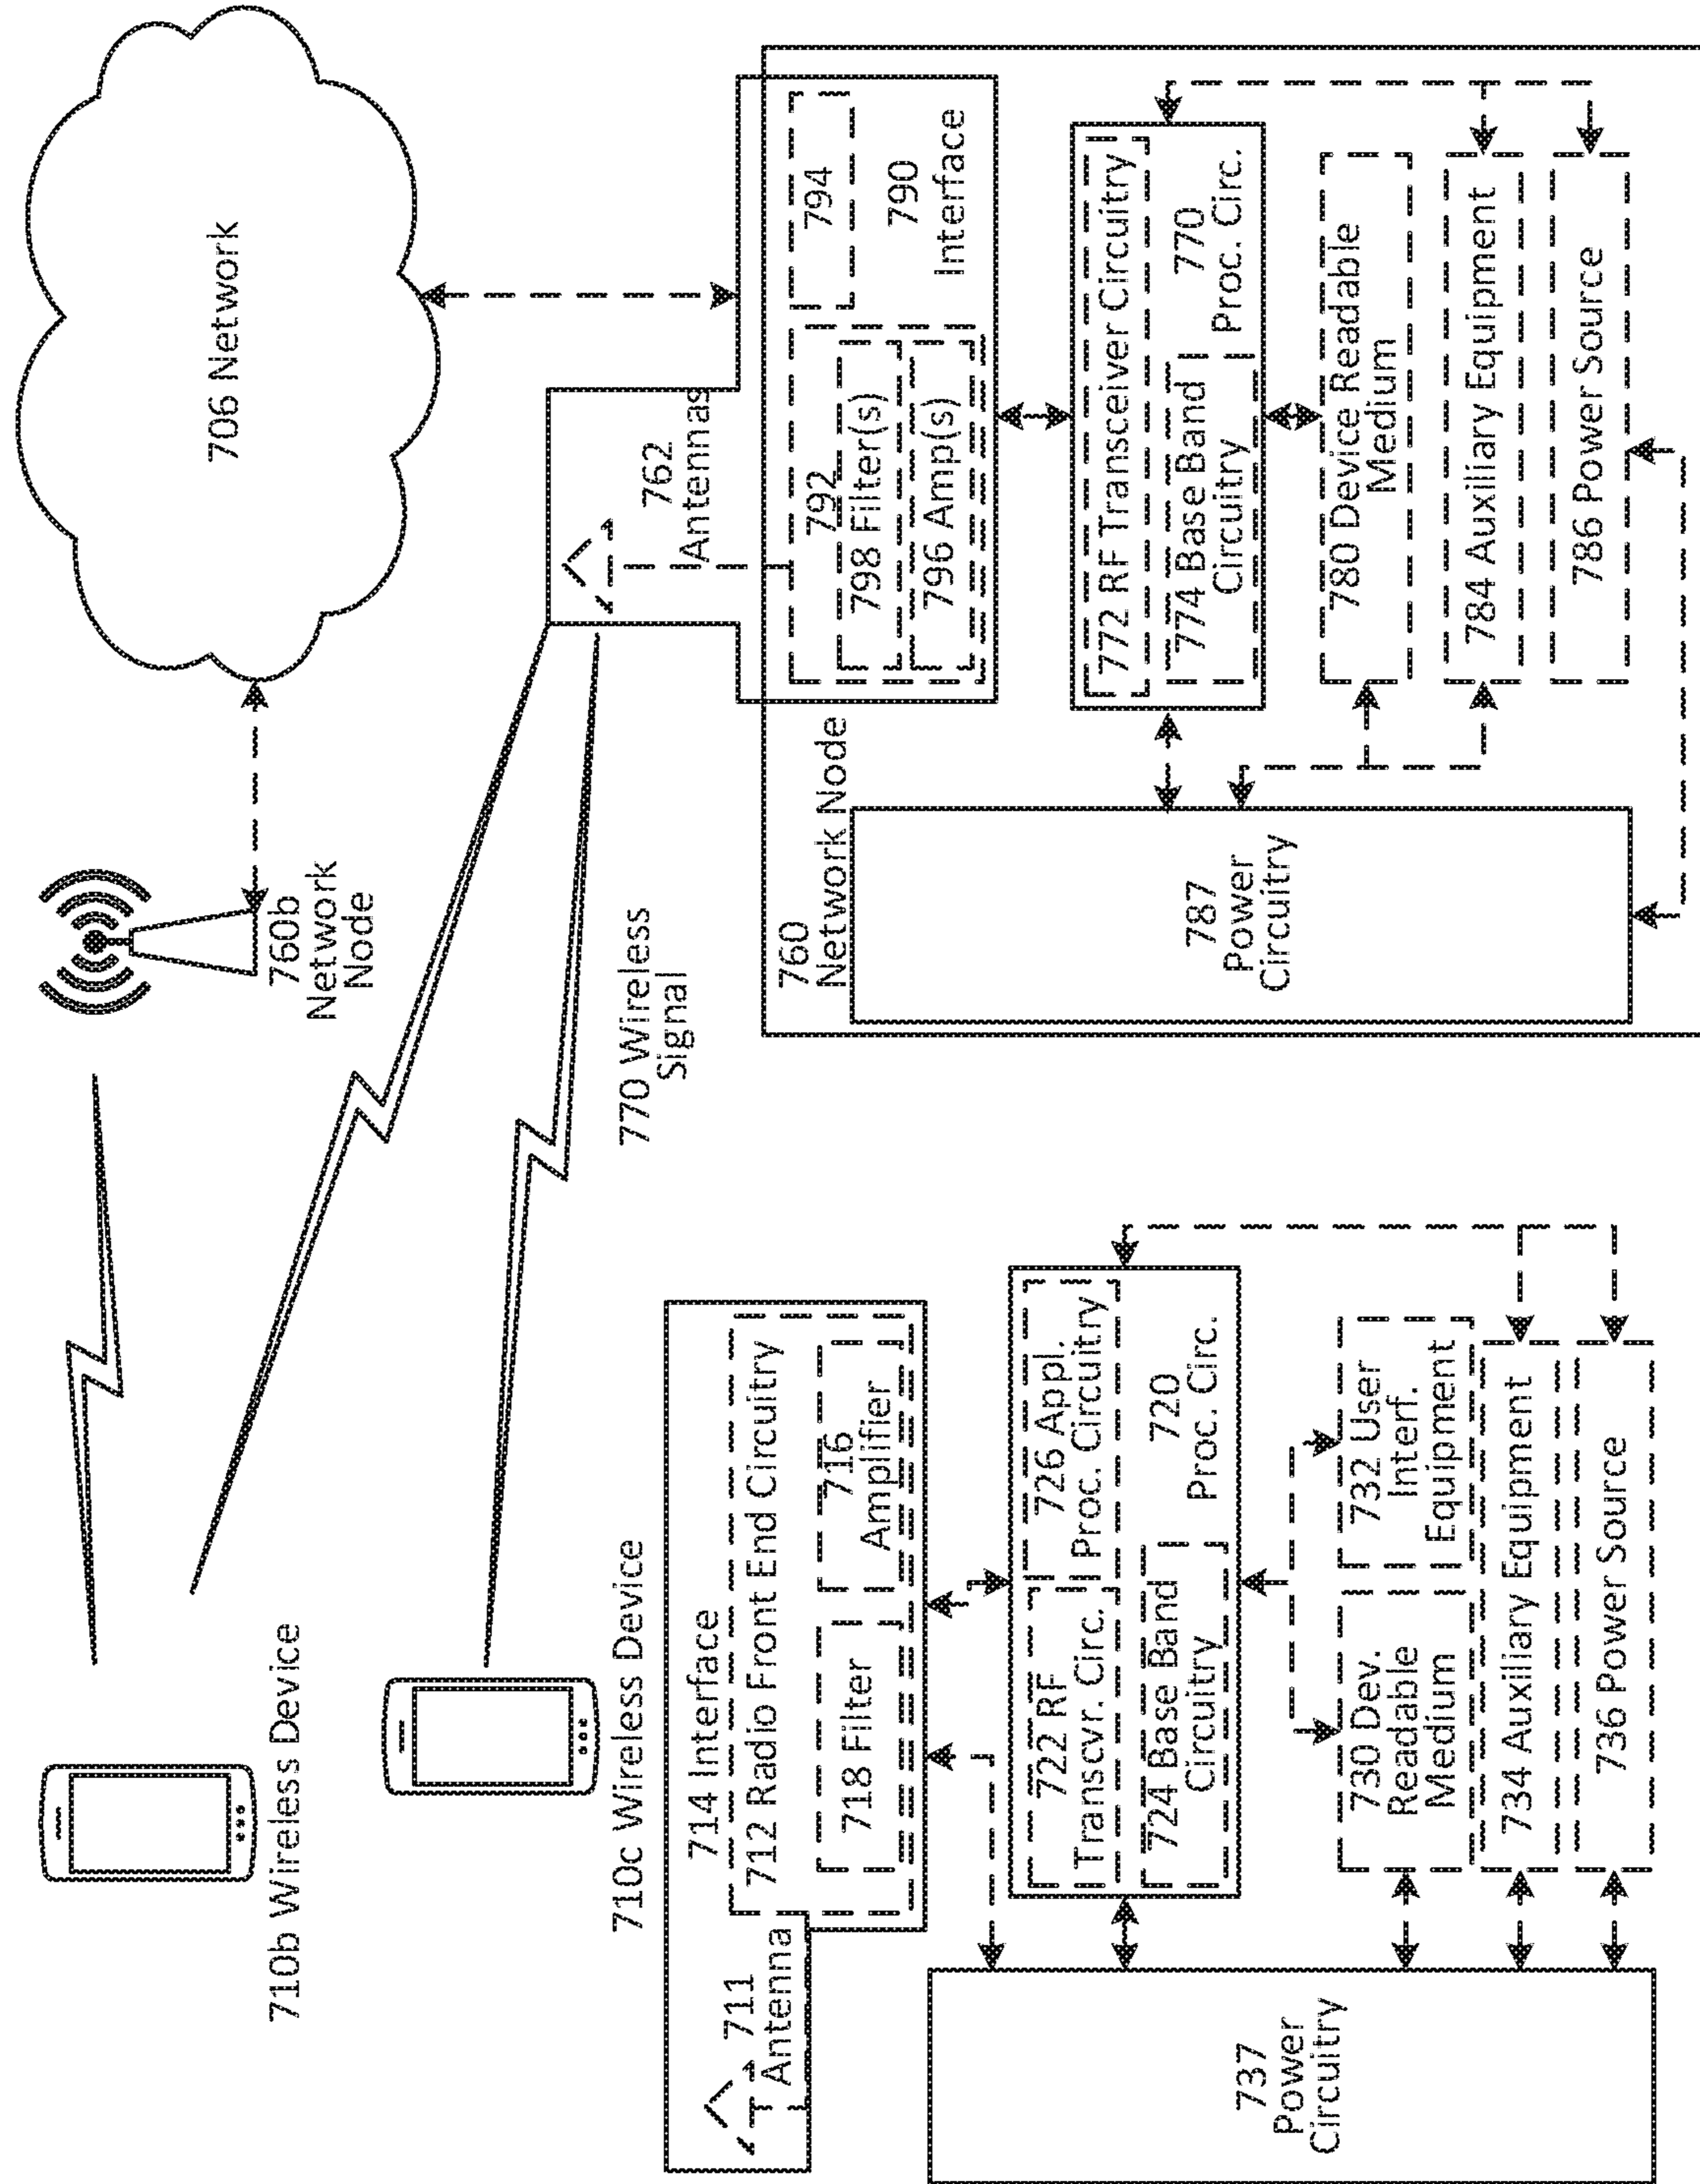 706 Network
760b
Network
Node
710b Wireless Device
710c Wireless Device
770 Wireless
Signal
762
Antennas
760
Network Node
792
798 Filter(s)
796 Amp(s)
794
790
Interface
772 RF Transceiver Circuitry
774 Base Band
Circuitry
770
Proc. Circ.
780 Device Readable
Medium
784 Auxiliary Equipment
786 Power Source
787
Power
Circuitry
711
Antenna
714 Interface
712 Radio Front End Circuitry
718 Filter
716
Amplifier
722 RF
Transcvr. Circ.
726 Appl.
Proc. Circuitry
724 Base Band
Circuitry
720
Proc. Circ.
730 Dev.
Readable
Medium
732 User
Interf.
Equipment
734 Auxiliary Equipment
736 Power Source
737
Power
Circuitry